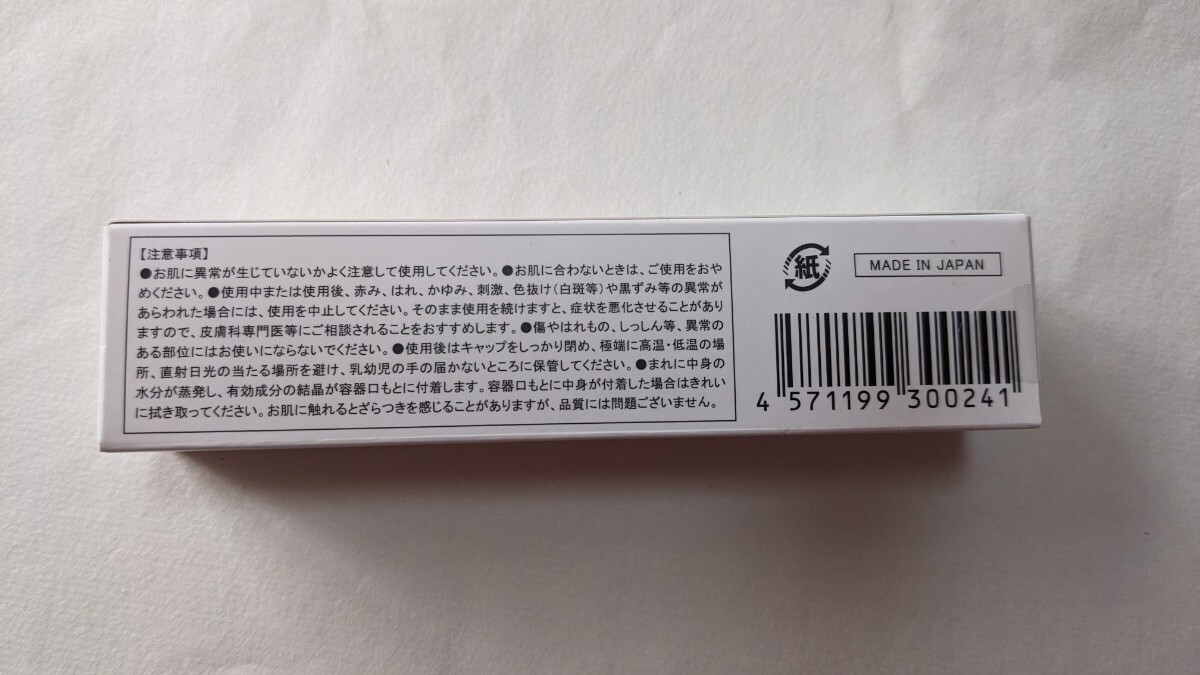 【注意事項】
●お肌に異常が生じていないかよく注意して使用してください。●お肌に合わないときは、ご使用をおや
めください。●使用中または使用後、赤み、はれ、かゆみ、刺激、色抜け(白斑等)や黒ずみ等の異常が
あらわれた場合には、使用を中止してください。そのまま使用を続けますと、症状を悪化させることがあり
ますので、皮膚科専門医等にご相談されることをおすすめします。●傷やはれもの、しっしん等、異常の
ある部位にはお使いにならないでください。●使用後はキャップをしっかり閉め、極端に高温・低温の場
所、直射日光の当たる場所を避け、乳幼児の手の届かないところに保管してください。●まれに中身の
水分が蒸発し、有効成分の結晶が容器口もとに付着します。容器口もとに中身が付着した場合はきれい
に拭き取ってください。お肌に触れるとざらつきを感じることがありますが、品質には問題ございません。
紙
MADE IN JAPAN
4 571199 300241